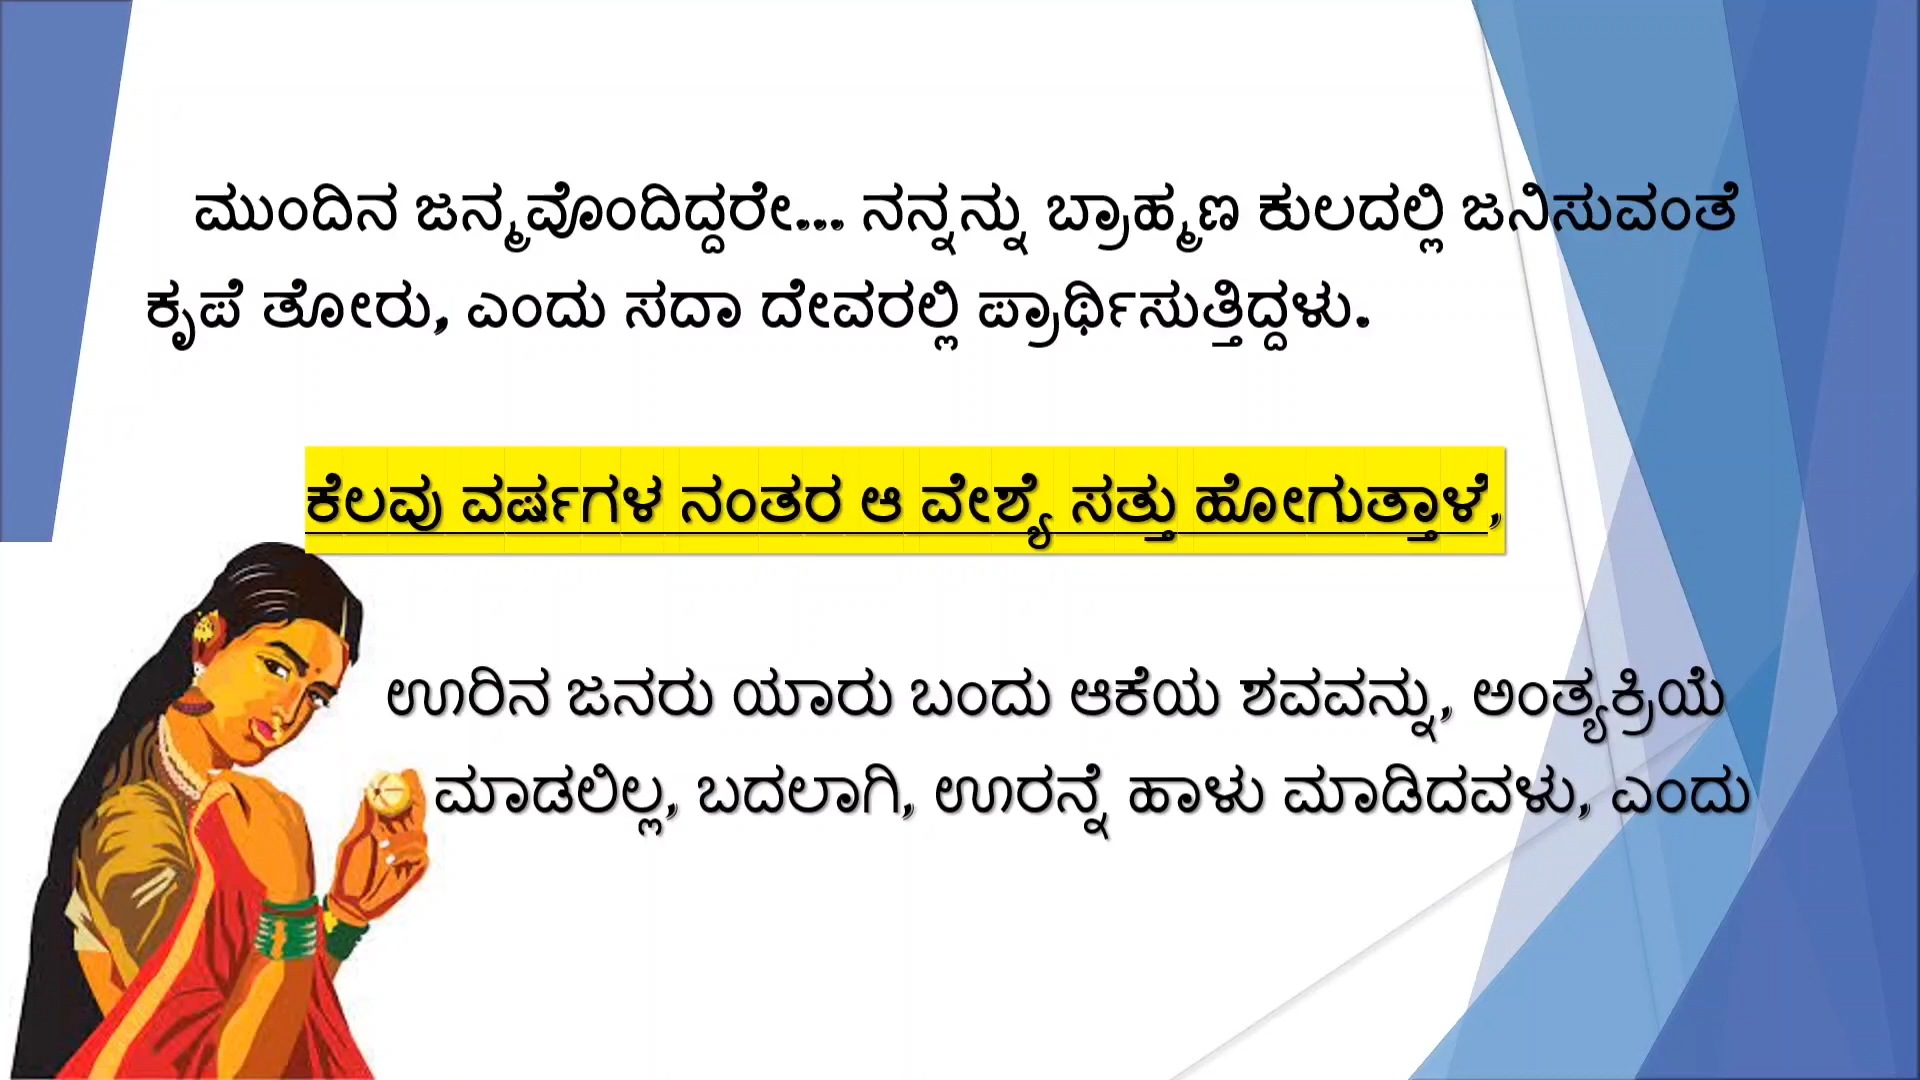 ಮುಂದಿನ ಜನ್ಮವೊಂದಿದ್ದರೇ... ನನ್ನನ್ನು ಬ್ರಾಹ್ಮಣ ಕುಲದಲ್ಲಿ ಜನಿಸುವಂತೆ
ಕೃಪೆ ತೋರು, ಎಂದು ಸದಾ ದೇವರಲ್ಲಿ ಪ್ರಾರ್ಥಿಸುತ್ತಿದ್ದಳು.
ಕೆಲವು ವರ್ಷಗಳ ನಂತರ ಆ ವೇಶ್ಯೆ ಸತ್ತು ಹೋಗುತ್ತಾಳೆ,
ಊರಿನ ಜನರು ಯಾರು ಬಂದು ಆಕೆಯ ಶವವನ್ನು, ಅಂತ್ಯಕ್ರಿಯೆ
ಮಾಡಲಿಲ್ಲ, ಬದಲಾಗಿ, ಊರನ್ನೆ ಹಾಳು ಮಾಡಿದವಳು, ಎಂದು